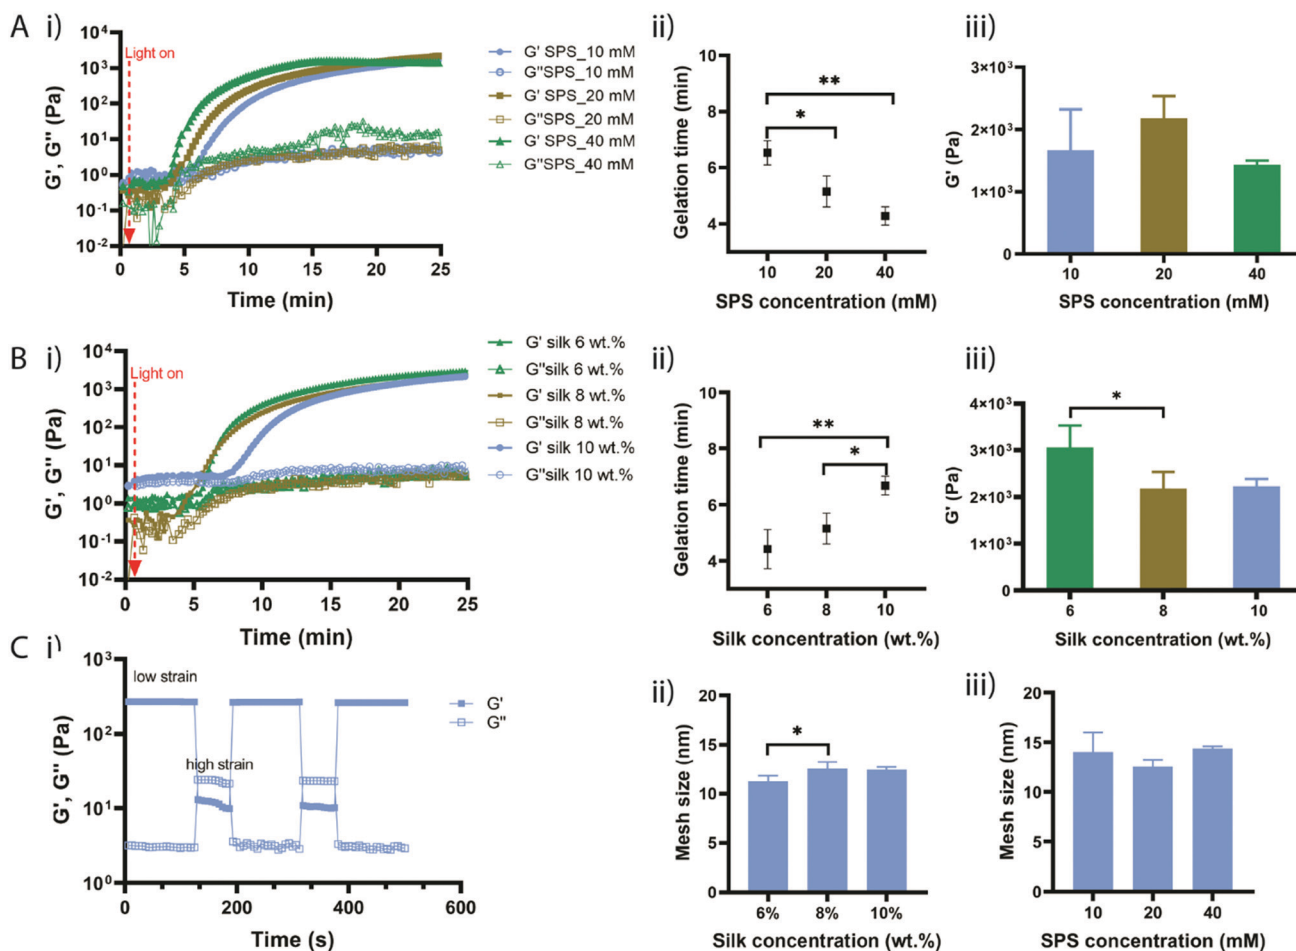 A i)
G', G'' (Pa)
10⁴
10³
10²
10¹
10⁰
10⁻¹
10⁻²
Light on
0 5 10 15 20 25
Time (min)
G' SPS_10 mM
G''SPS_10 mM
G' SPS_20 mM
G''SPS_20 mM
G' SPS_40 mM
G''SPS_40 mM
ii)
Gelation time (min)
10
8
6
4
**
*
10 20 40
SPS concentration (mM)
iii)
G' (Pa)
3×10³
2×10³
1×10³
0
10 20 40
SPS concentration (mM)
B i)
G', G'' (Pa)
10⁴
10³
10²
10¹
10⁰
10⁻¹
10⁻²
Light on
0 5 10 15 20 25
Time (min)
G' silk 6 wt.%
G''silk 6 wt.%
G' silk 8 wt.%
G''silk 8 wt.%
G' silk 10 wt.%
G''silk 10 wt.%
ii)
Gelation time (min)
10
8
6
4
**
*
6 8 10
Silk concentration (wt.%)
iii)
G' (Pa)
4×10³
3×10³
2×10³
1×10³
0
*
6 8 10
Silk concentration (wt.%)
C i)
G', G'' (Pa)
10³
10²
10¹
10⁰
low strain
high strain
0 200 400 600
Time (s)
G'
G''
ii)
Mesh size (nm)
20
15
10
5
0
*
6% 8% 10%
Silk concentration (wt.%)
iii)
Mesh size (nm)
20
15
10
5
0
10 20 40
SPS concentration (mM)